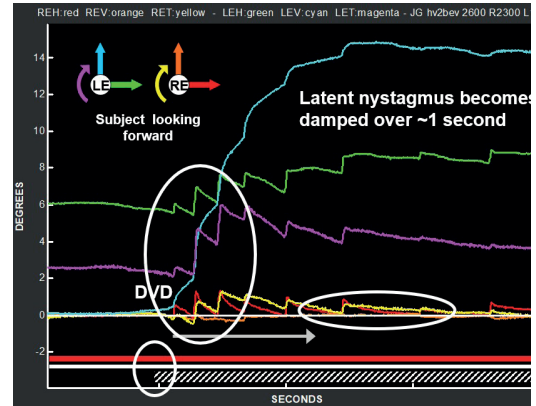 REH:red REV:orange RET:yellow - LEH:green LEV:cyan LET:magenta - JG hv2bev 2600 R2300 L
14
12
10
8
6
4
2
0
-2
DEGREES
LE
RE
Subject looking
forward
Latent nystagmus becomes
damped over ~1 second
DVD
SECONDS